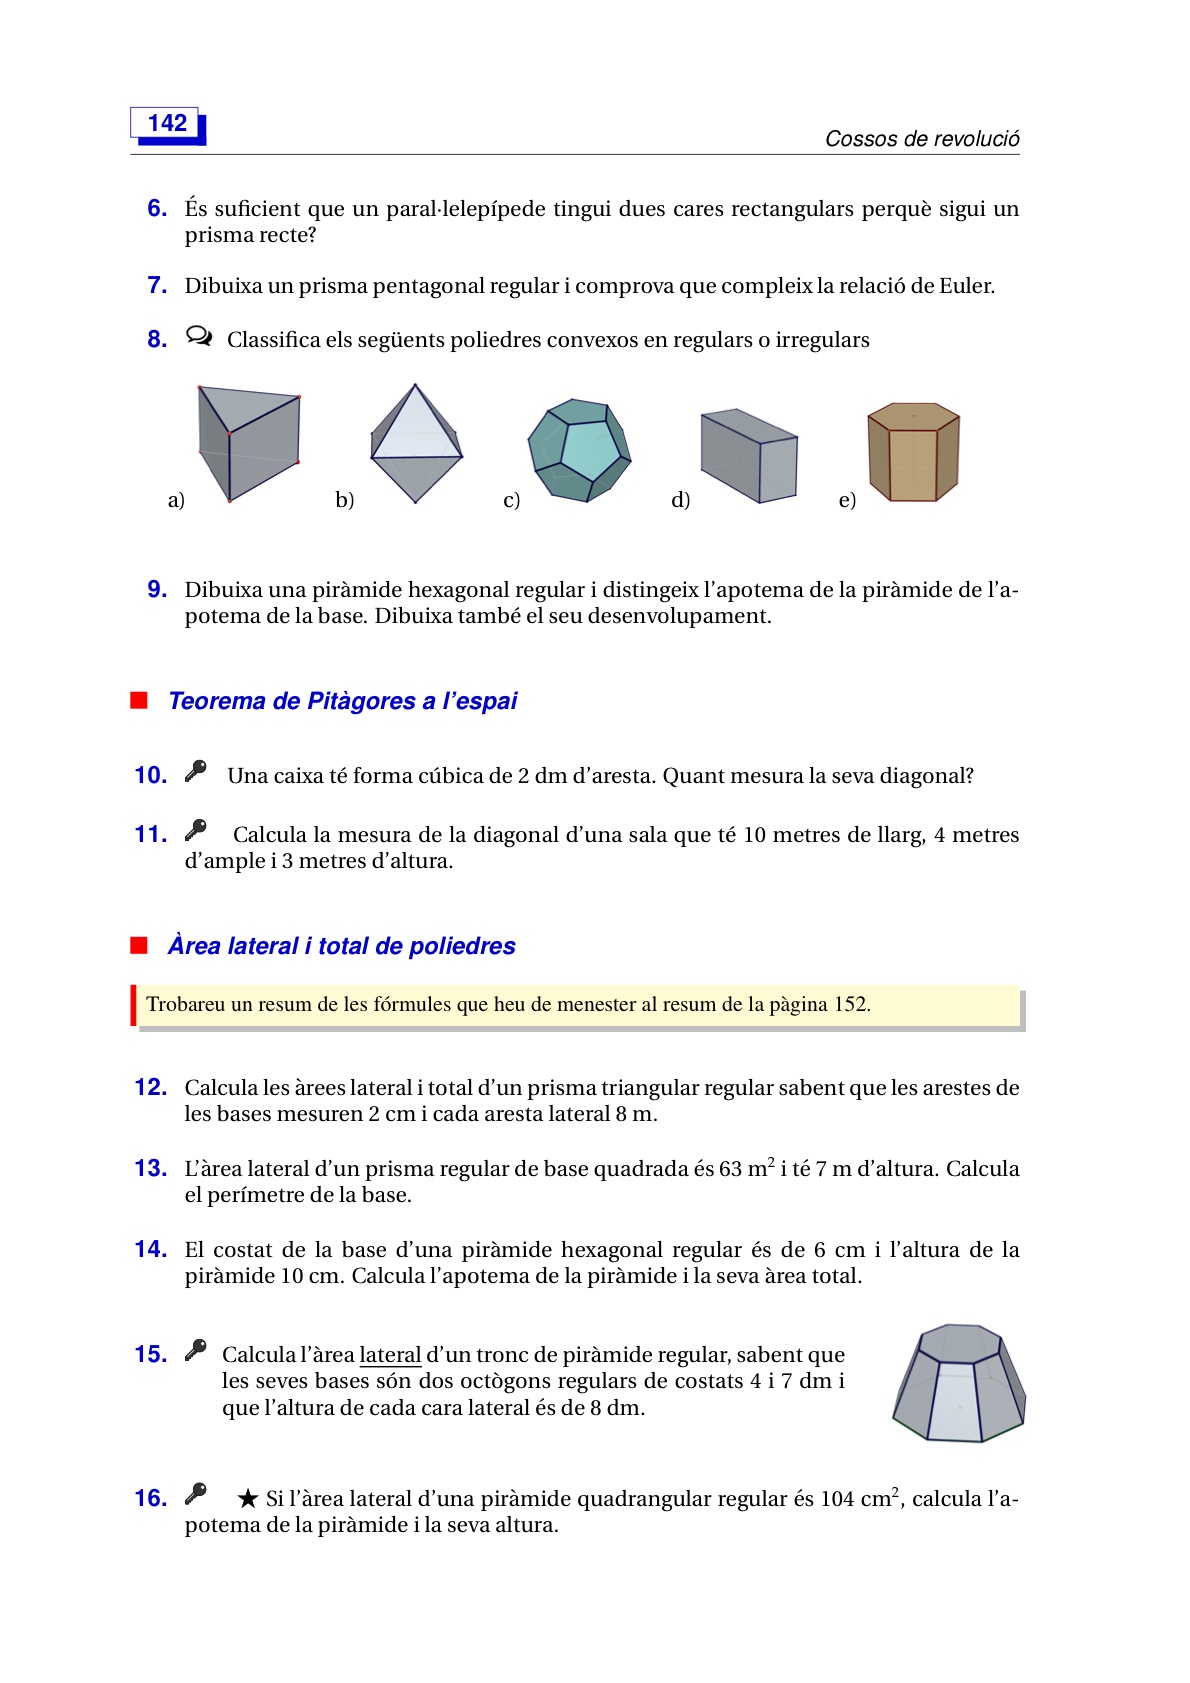 142
Cossos de revolució
6. És suficient que un paral·lelepípede tingui dues cares rectangulars perquè sigui un
prisma recte?
7. Dibuixa un prisma pentagonal regular i comprova que compleix la relació de Euler.
8. Classifica els següents poliedres convexos en regulars o irregulars
a) b) c) d) e)
9. Dibuixa una piràmide hexagonal regular i distingeix l'apotema de la piràmide de l'a-
potema de la base. Dibuixa també el seu desenvolupament.
Teorema de Pitàgores a l'espai
10. Una caixa té forma cúbica de 2 dm d'aresta. Quant mesura la seva diagonal?
11. Calcula la mesura de la diagonal d'una sala que té 10 metres de llarg, 4 metres
d'ample i 3 metres d'altura.
Àrea lateral i total de poliedres
Trobareu un resum de les fórmules que heu de menester al resum de la pàgina 152.
12. Calcula les àrees lateral i total d'un prisma triangular regular sabent que les arestes de
les bases mesuren 2 cm i cada aresta lateral 8 m.
13. L'àrea lateral d'un prisma regular de base quadrada és 63 m² i té 7 m d'altura. Calcula
el perímetre de la base.
14. El costat de la base d'una piràmide hexagonal regular és de 6 cm i l'altura de la
piràmide 10 cm. Calcula l'apotema de la piràmide i la seva àrea total.
15. Calcula l'àrea lateral d'un tronc de piràmide regular, sabent que
les seves bases són dos octògons regulars de costats 4 i 7 dm i
que l'altura de cada cara lateral és de 8 dm.
16. ★ Si l'àrea lateral d'una piràmide quadrangular regular és 104 cm², calcula l'a-
potema de la piràmide i la seva altura.